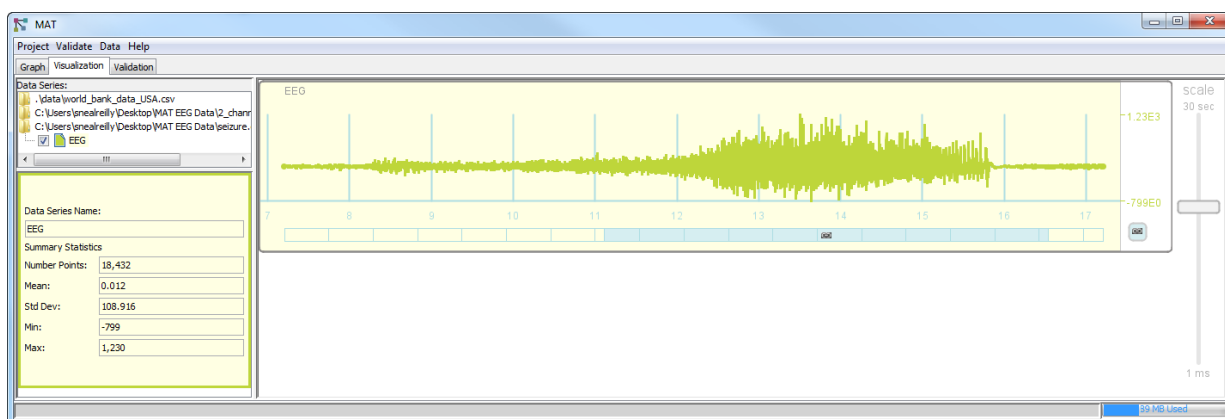 MAT
Project Validate Data Help
Graph Visualization Validation
Data Series:
.\data\world_bank_data_USA.csv
C:\Users\snealreilly\Desktop\MAT EEG Data\2_chanr
C:\Users\snealreilly\Desktop\MAT EEG Data\seizure.
EEG
Data Series Name:
EEG
Summary Statistics
Number Points: 18,432
Mean: 0.012
Std Dev: 108.916
Min: -799
Max: 1,230
EEG
1.23E3
-799E0
7 8 9 10 11 12 13 14 15 16 17
scale
30 sec
1 ms
39 MB Used